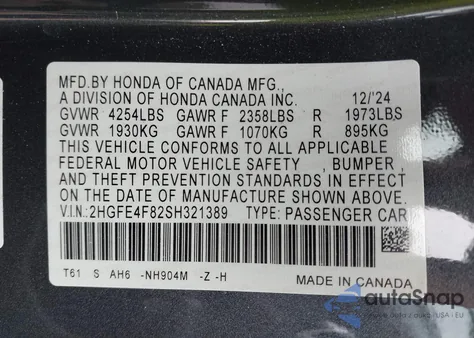 MFD.BY HONDA OF CANADA MFG.,
A DIVISION OF HONDA CANADA INC. 12/'24
GVWR 4254LBS GAWR F 2358LBS R 1973LBS
GVWR 1930KG GAWR F 1070KG R 895KG
THIS VEHICLE CONFORMS TO ALL APPLICABLE
FEDERAL MOTOR VEHICLE SAFETY , BUMPER ,
AND THEFT PREVENTION STANDARDS IN EFFECT
ON THE DATE OF MANUFACTURE SHOWN ABOVE.
V.I.N.:2HGFE4F82SH321389 TYPE:PASSENGER CAR
T61 S AH6 -NH904M -Z -H
MADE IN CANADA
autoSnap